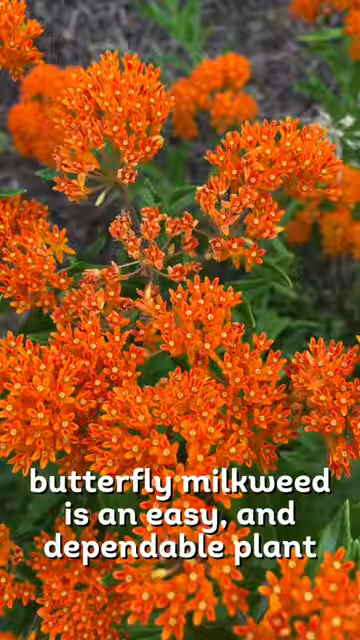 butterfly milkweed
is an easy, and
dependable plant